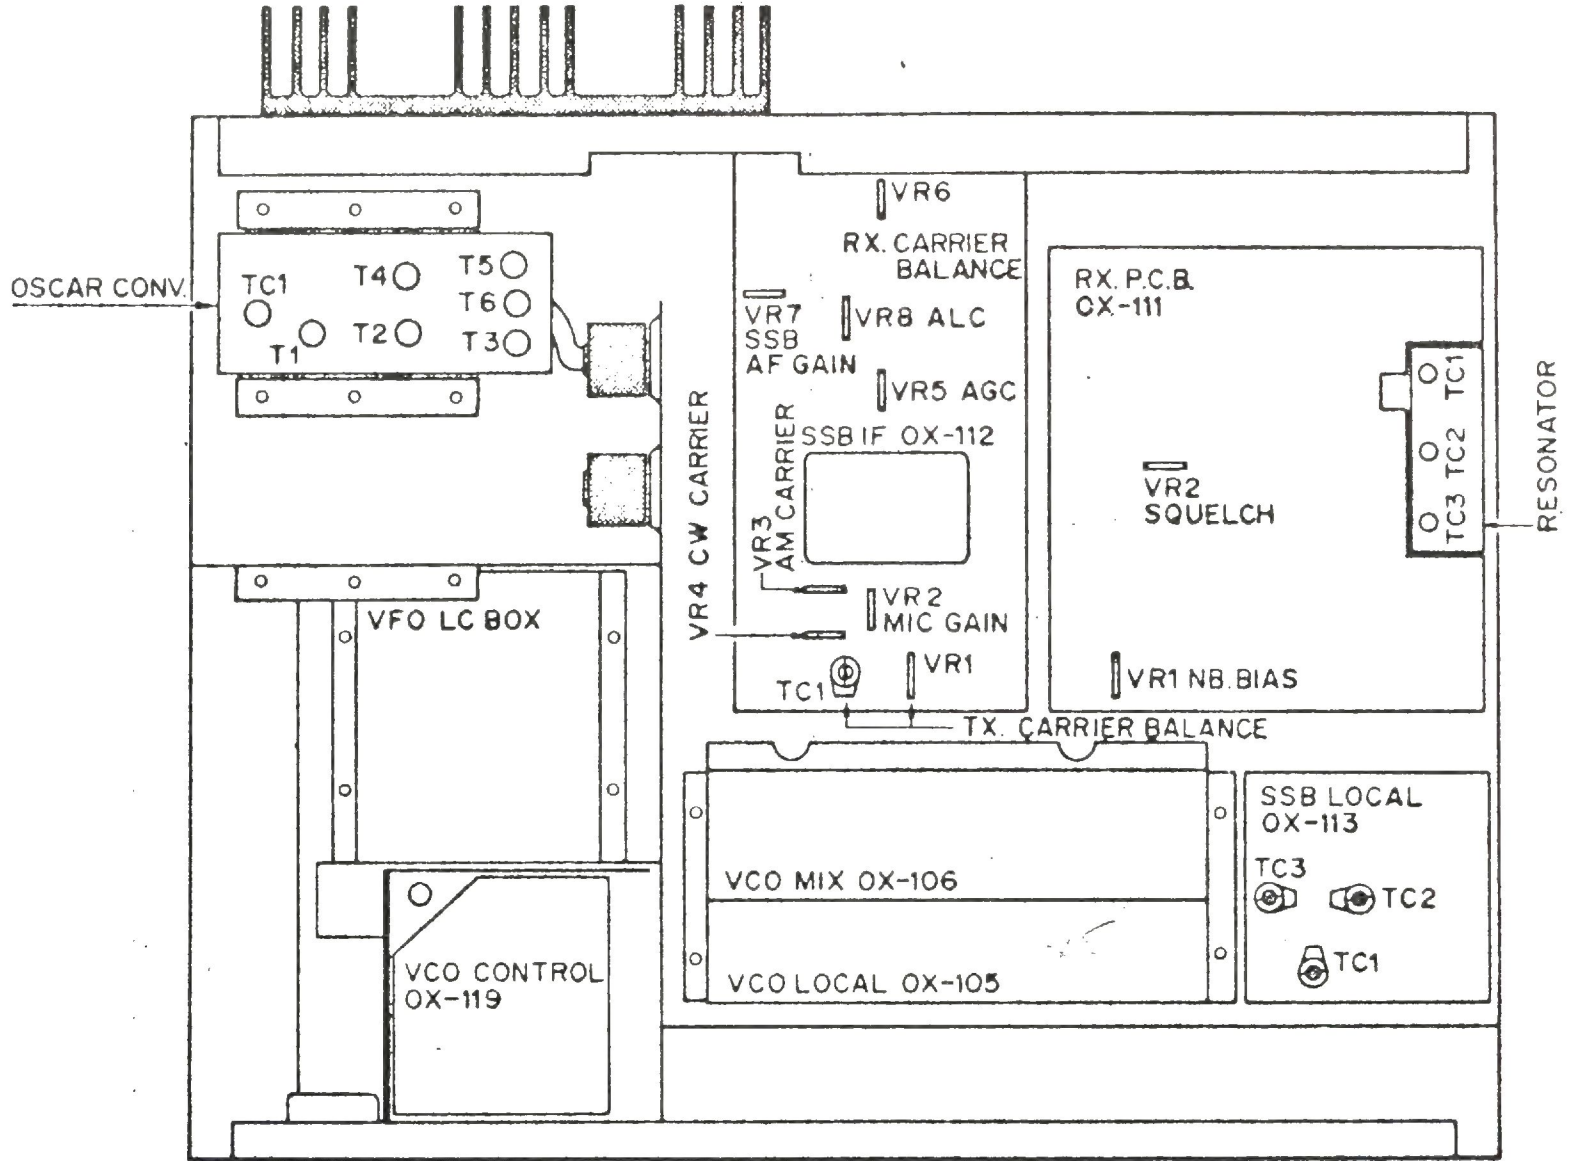 OSCAR CONV.
TC1
T1
T4
T2
T5
T6
T3
VR6
RX. CARRIER
BALANCE
VR7
SSB
AF GAIN
VR8 ALC
VR5 AGC
SSB IF OX-112
VR3
AM CARRIER
VR4 CW CARRIER
VR2
MIC GAIN
VR1
TC1
TX. CARRIER BALANCE
RX. P.C.B.
OX-111
TC1
TC2
TC3
RESONATOR
VR2
SQUELCH
VR1 NB. BIAS
VFO LC BOX
VCO CONTROL
OX-119
VCO MIX OX-106
VCO LOCAL OX-105
SSB LOCAL
OX-113
TC3
TC2
TC1